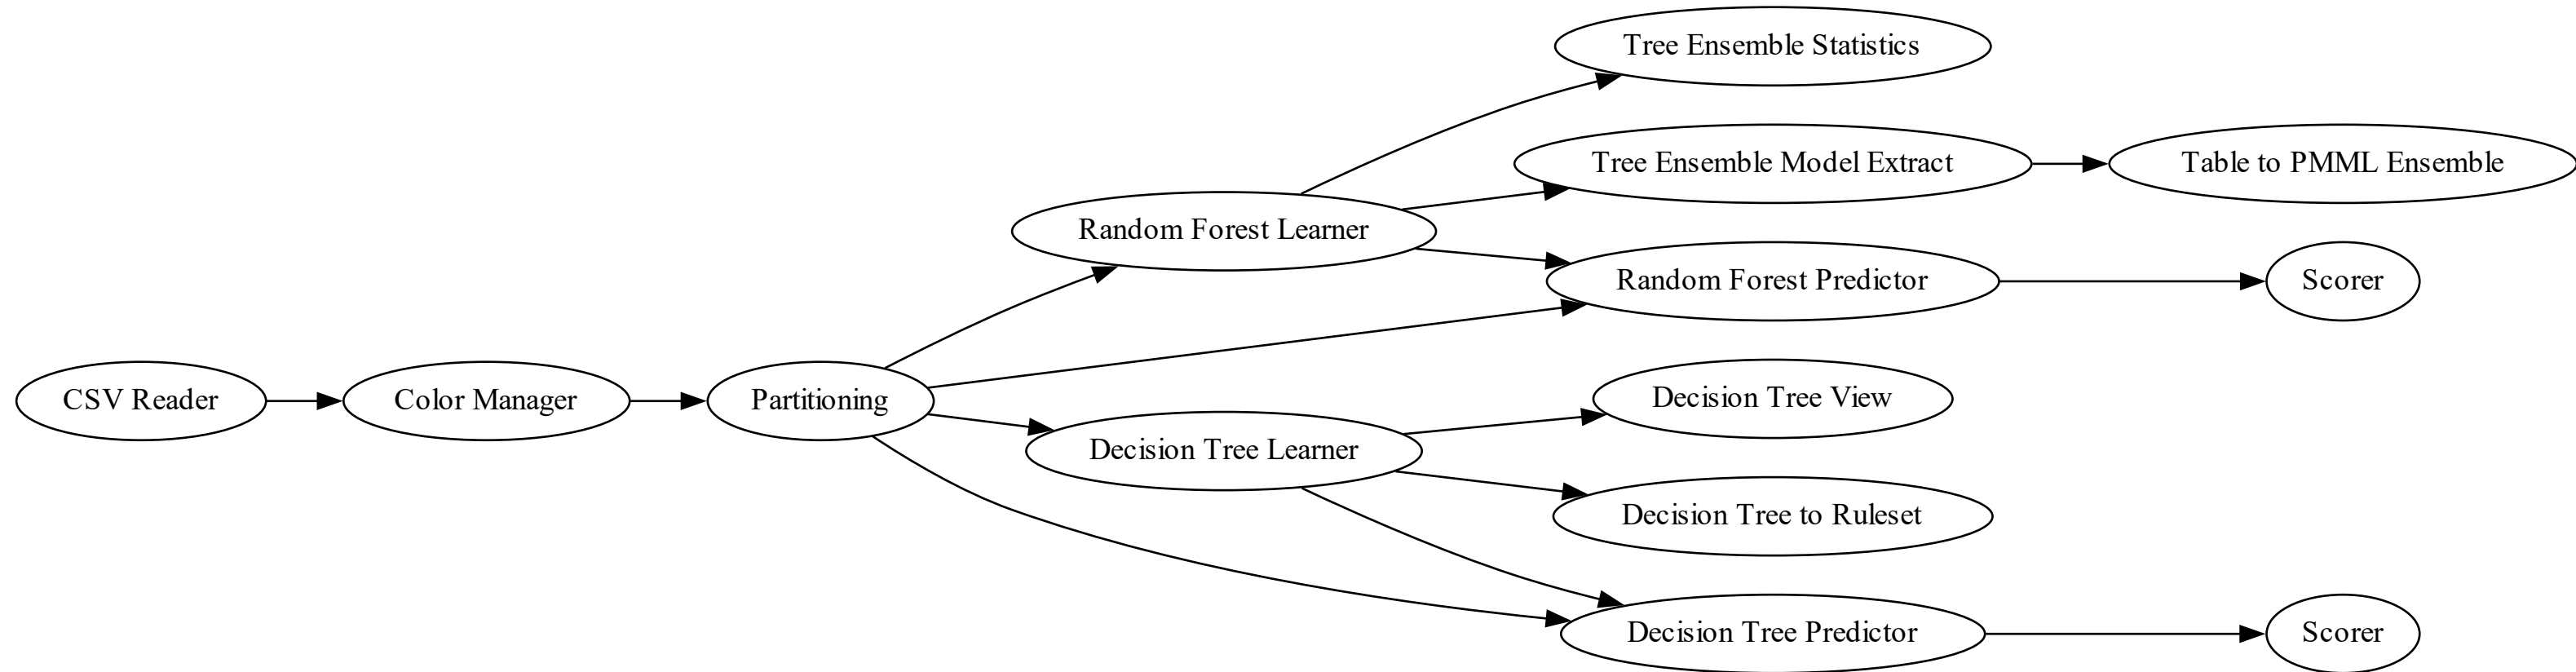 Tree Ensemble Statistics
Tree Ensemble Model Extract
Table to PMML Ensemble
Random Forest Learner
Random Forest Predictor
Scorer
CSV Reader
Color Manager
Partitioning
Decision Tree View
Decision Tree Learner
Decision Tree to Ruleset
Decision Tree Predictor
Scorer